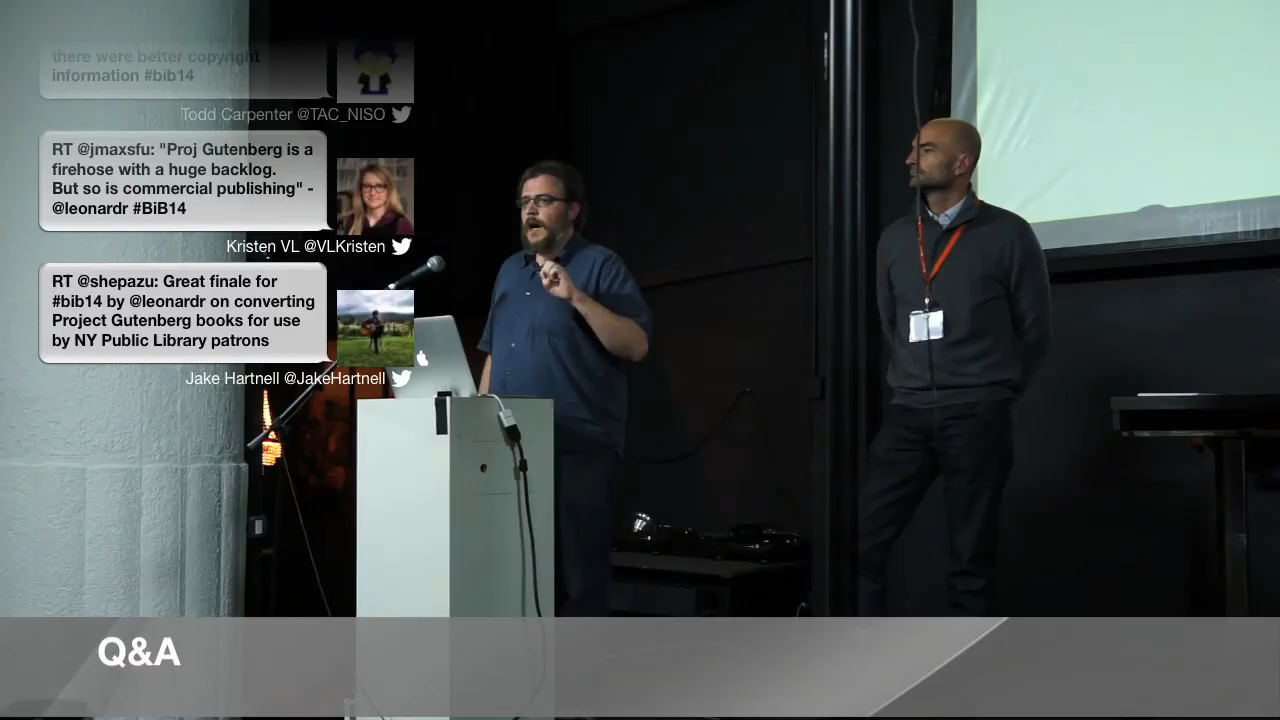 there were better copyright
information #bib14
Todd Carpenter @TAC_NISO
RT @jmaxsfu: "Proj Gutenberg is a
firehose with a huge backlog.
But so is commercial publishing" -
@leonardr #BiB14
Kristen VL @VLKristen
RT @shepazu: Great finale for
#bib14 by @leonardr on converting
Project Gutenberg books for use
by NY Public Library patrons
Jake Hartnell @JakeHartnell
Q&A